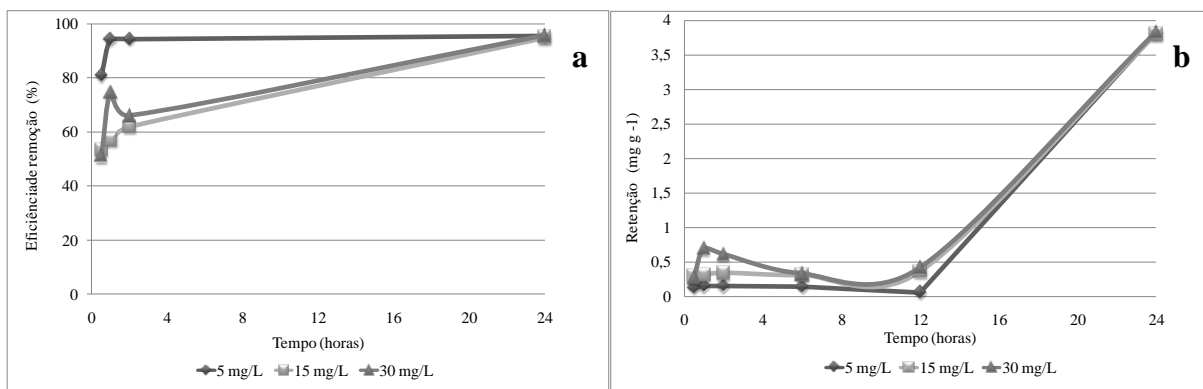 100
80
60
40
20
0
Eficiênciade remoção (%)
0 4 8 12 16 20 24
Tempo (horas)
5 mg/L 15 mg/L 30 mg/L
a
4
3,5
3
2,5
2
1,5
1
0,5
0
Retenção (mg g -1)
0 4 8 12 16 20 24
Tempo (horas)
5 mg/L 15 mg/L 30 mg/L
b